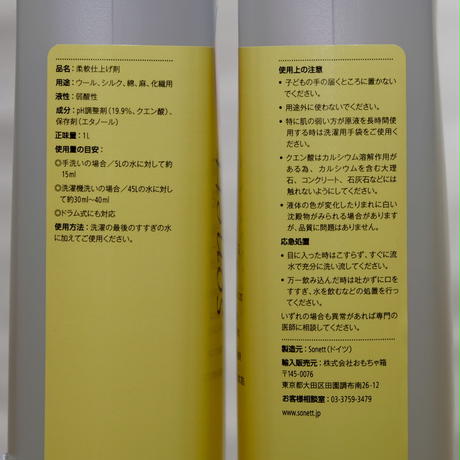 品名：柔軟仕上げ剤
用途：ウール、シルク、綿、麻、化繊用
液性：弱酸性
成分：pH調整剤（19.9%、クエン酸）、
保存剤（エタノール）
正味量：1L
使用量の目安：
◎手洗いの場合／5Lの水に対して約
15ml
◎洗濯機洗いの場合／45Lの水に対し
て約30ml〜40ml
◎ドラム式にも対応
使用方法：洗濯の最後のすすぎの水
に加えてご使用ください。
使用上の注意
• 子どもの手の届くところに置かない
でください。
• 用途外に使わないでください。
• 特に肌の弱い方が原液を長時間使
用する時は洗濯用手袋をご使用く
ださい。
• クエン酸はカルシウム溶解作用が
ある為、カルシウムを含む大理
石、コンクリート、石灰石などには
触れないようにしてください。
• 液体の色が変化したりまれに白い
沈殿物がみられる場合があります
が、品質に問題はありません。
応急処置
• 目に入った時はこすらず、すぐに流
水で充分に洗い流してください。
• 万一飲み込んだ時は吐かずに口を
すすぎ、水を飲むなどの処置を行っ
てください。
いずれの場合も異常があれば専門の
医師に相談してください。
製造元：Sonett（ドイツ）
輸入販売元：株式会社おもちゃ箱
〒145-0076
東京都大田区田園調布南26-12
お客様相談室：03-3759-3479
www.sonett.jp